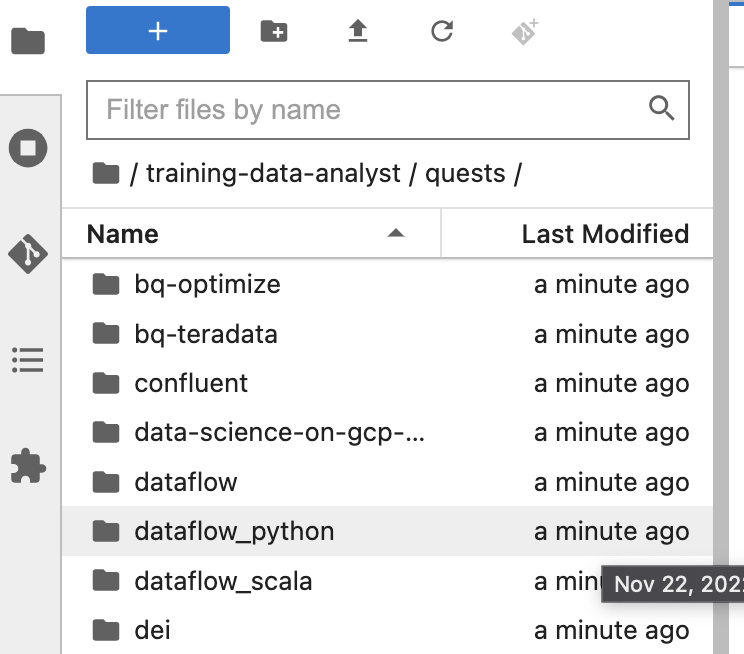 Filter files by name
/ training-data-analyst / quests /
Name Last Modified
bq-optimize a minute ago
bq-teradata a minute ago
confluent a minute ago
data-science-on-gcp-... a minute ago
dataflow a minute ago
dataflow_python a minute ago
dataflow_scala a min
Nov 22, 202
dei a minute ago